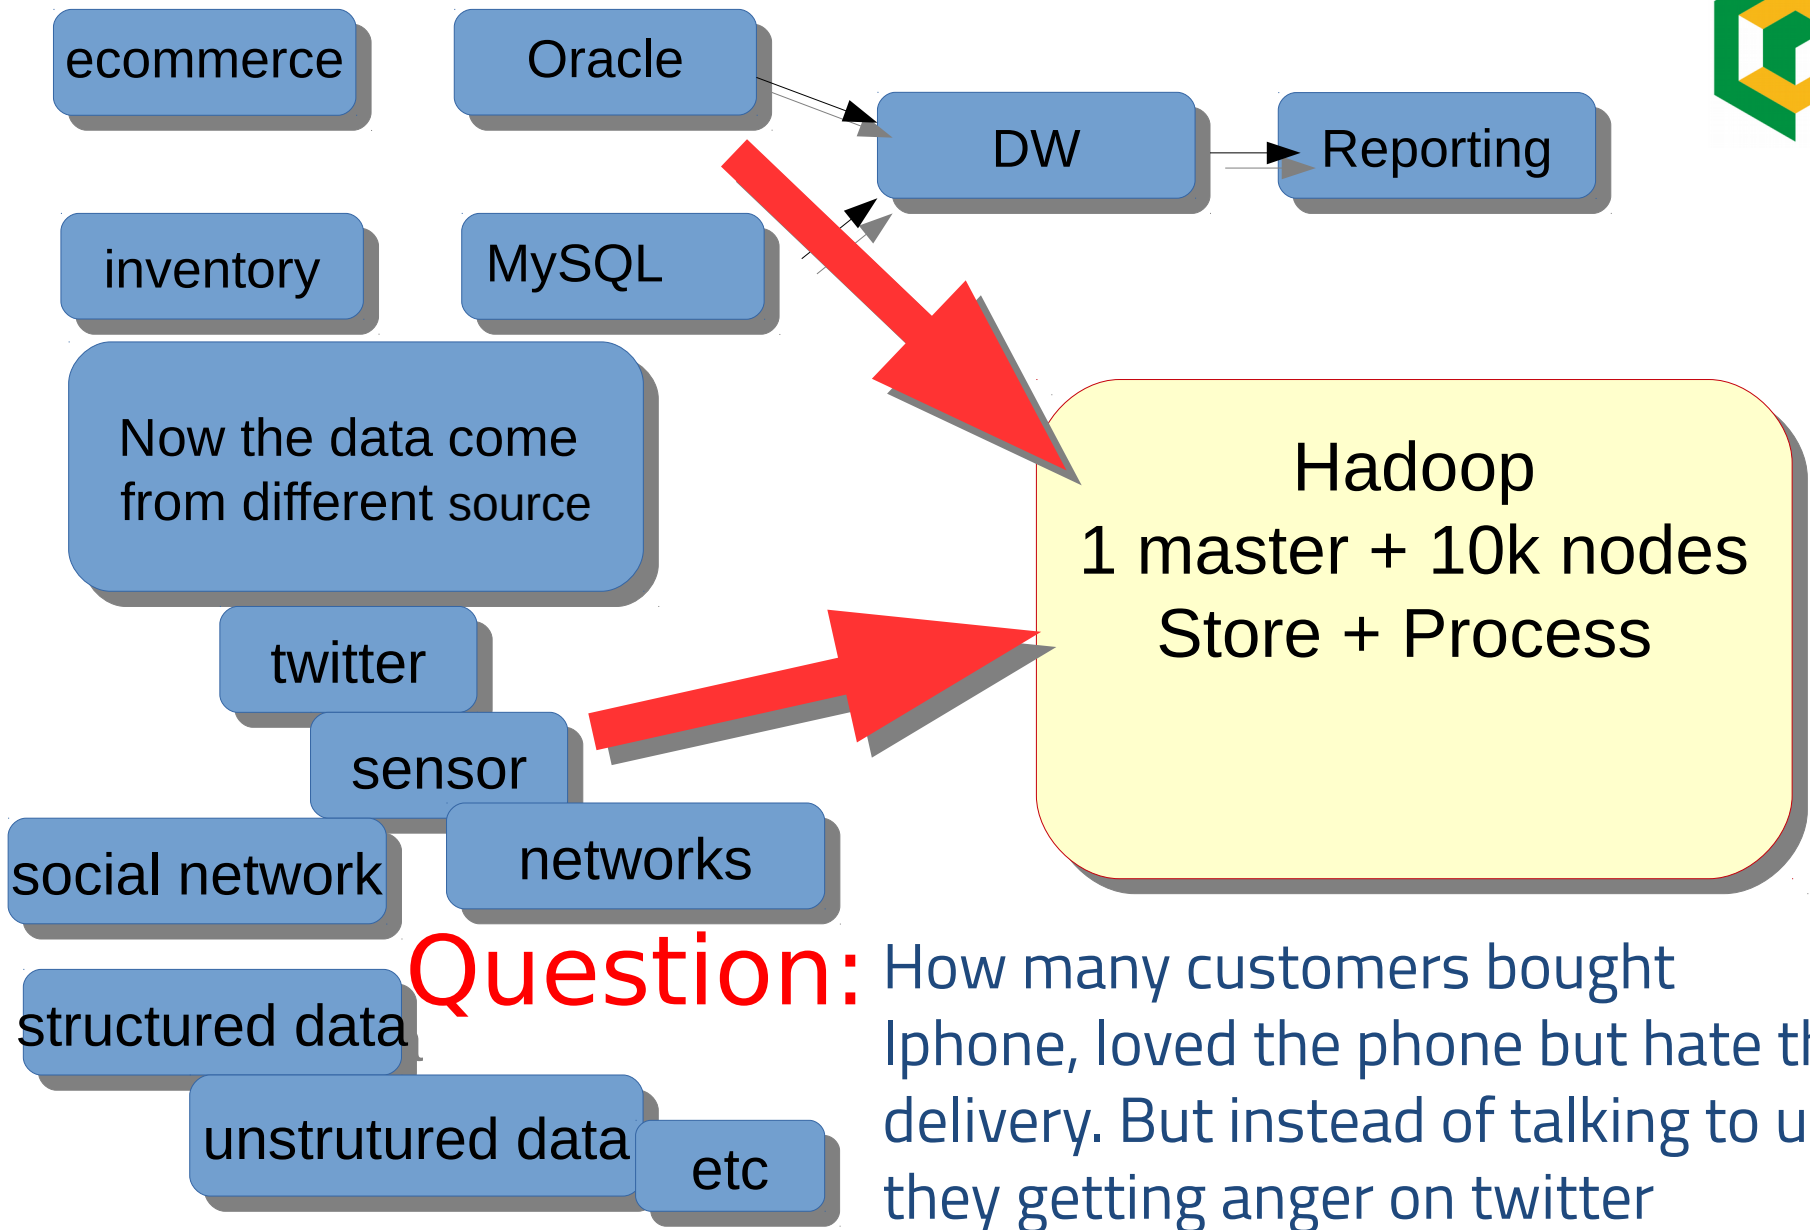 ecommerce
Oracle
DW
Reporting
inventory
MySQL
Now the data come
from different source
Hadoop
1 master + 10k nodes
Store + Process
twitter
sensor
social network
networks
structured data
unstrutured data
etc
Question:
How many customers bought
Iphone, loved the phone but hate
delivery. But instead of talking to
they getting anger on twitter